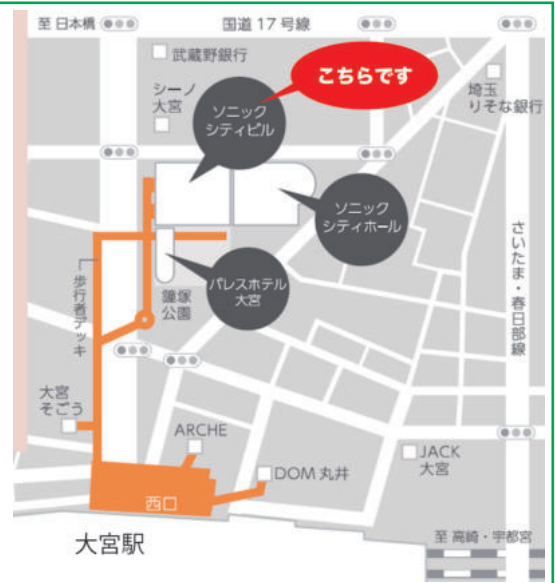 至 日本橋
国道 17 号線
武蔵野銀行
こちらです
シーノ
大宮
埼玉
りそな銀行
ソニック
シティビル
ソニック
シティホール
さいたま・春日部線
パレスホテル
大宮
鐘塚
公園
歩行者デッキ
大宮
そごう
ARCHE
JACK
大宮
DOM 丸井
西口
大宮駅
至 高崎・宇都宮